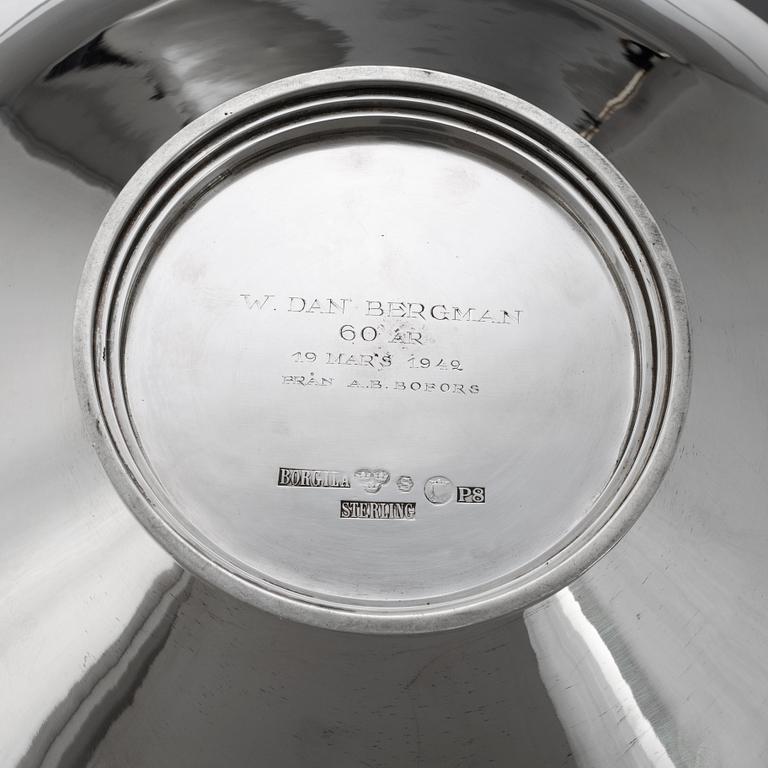 W. DAN BERGMAN
60 ÅR
19 MARS 1942
FRÅN A.B. BOFORS
BORGILA S P8
STERLING